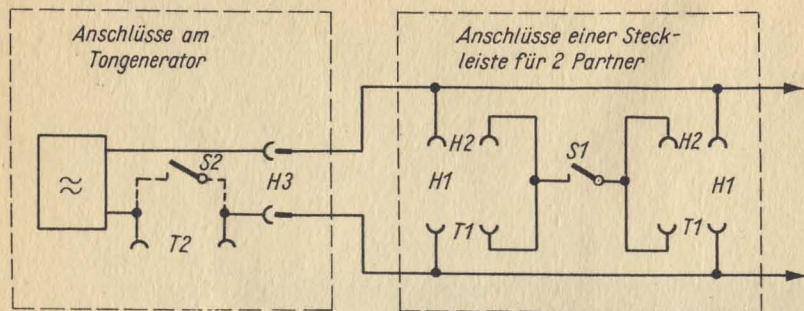 Anschlüsse am
Tongenerator
Anschlüsse einer Steck-
leiste für 2 Partner
S2
H3
T2
≈
H2
H1
T1
S1
H2
H1
T1